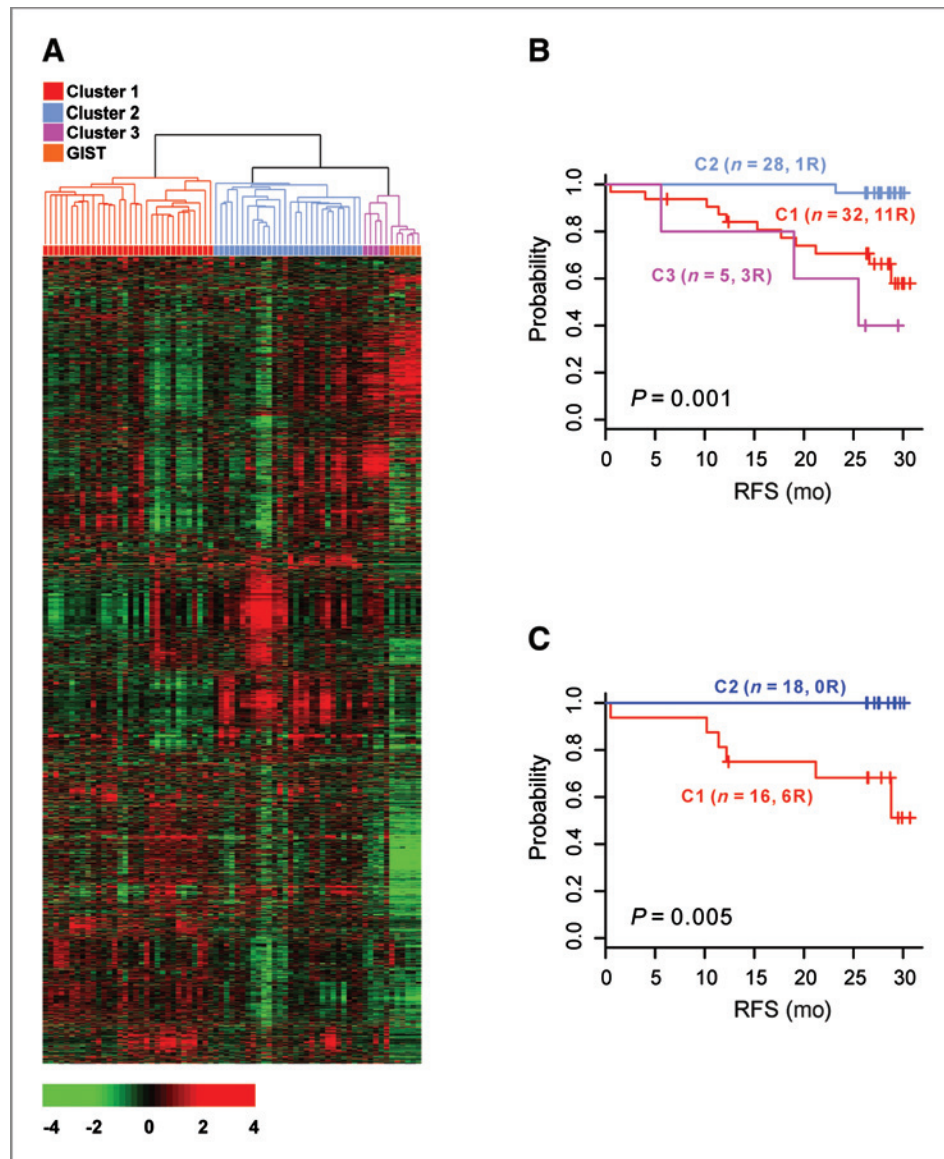 A
Cluster 1
Cluster 2
Cluster 3
GIST
-4 -2 0 2 4
B
C2 (n = 28, 1R)
C1 (n = 32, 11R)
C3 (n = 5, 3R)
P = 0.001
Probability
0.0 0.2 0.4 0.6 0.8 1.0
0 5 10 15 20 25 30
RFS (mo)
C
C2 (n = 18, 0R)
C1 (n = 16, 6R)
P = 0.005
Probability
0.0 0.2 0.4 0.6 0.8 1.0
0 5 10 15 20 25 30
RFS (mo)